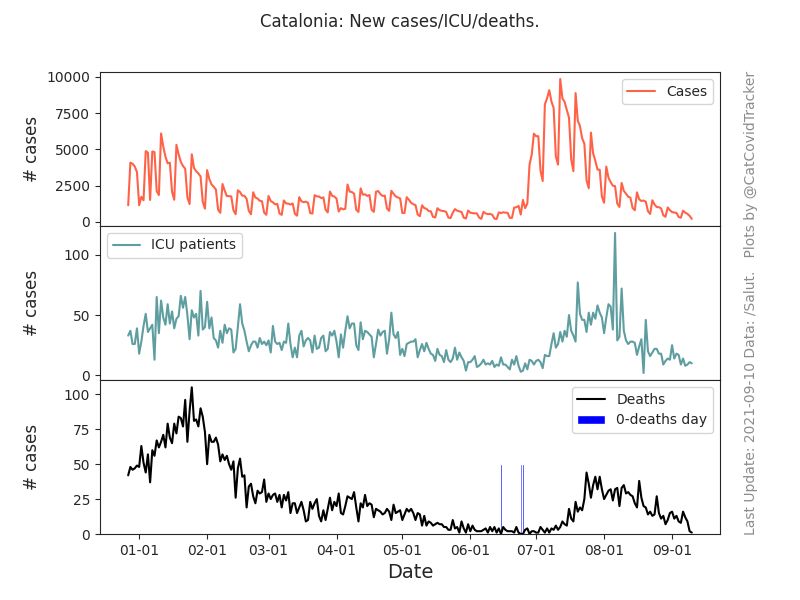 Catalonia: New cases/ICU/deaths.
10000
7500
5000
2500
0
# cases
Cases
100
50
0
# cases
ICU patients
100
75
50
25
0
# cases
Deaths
0-deaths day
01-01
02-01
03-01
04-01
05-01
06-01
07-01
08-01
09-01
Date
Last Update: 2021-09-10 Data: /Salut.   Plots by @CatCovidTracker